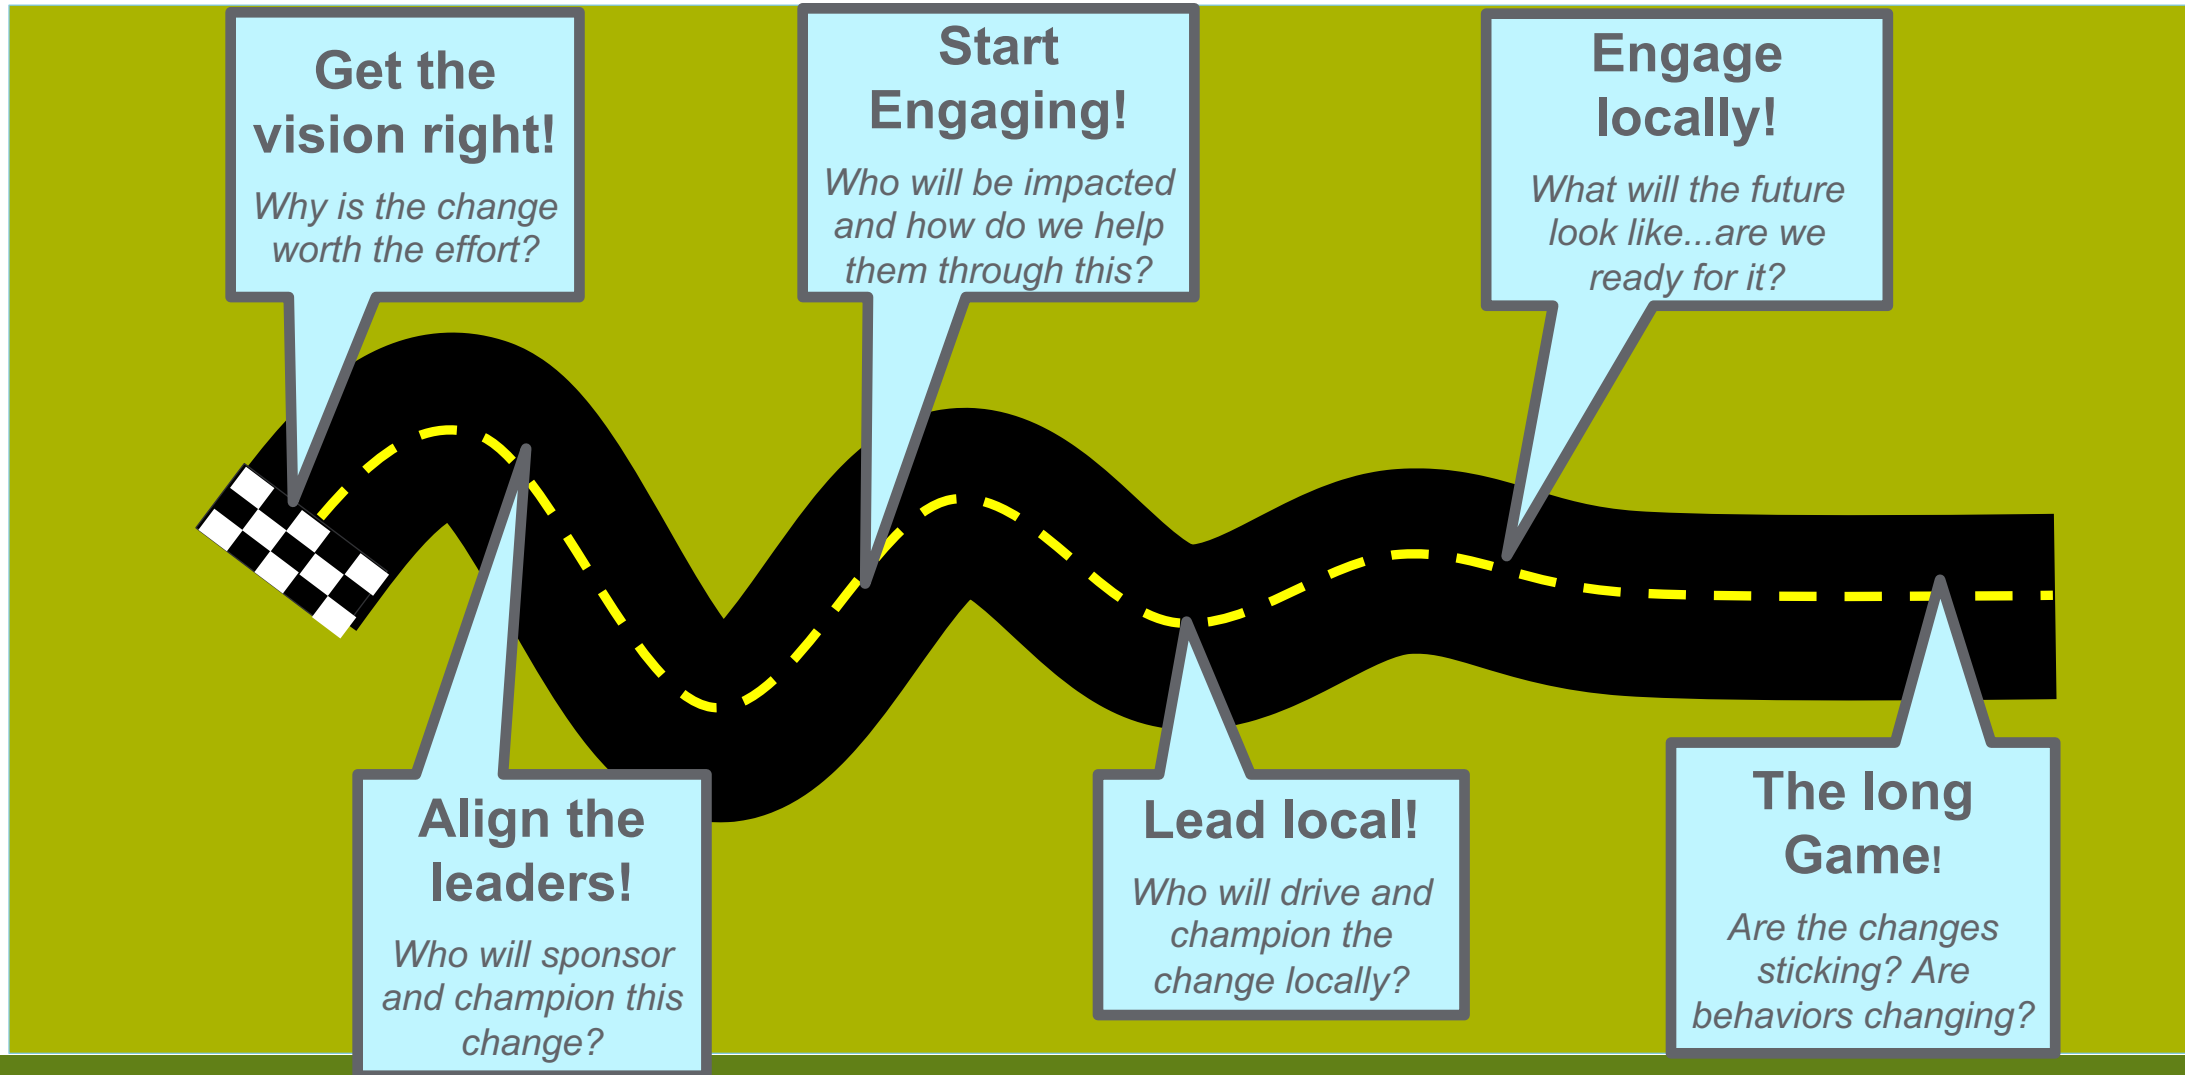 Get the
vision right!
Why is the change
worth the effort?
Align the
leaders!
Who will sponsor
and champion this
change?
Start
Engaging!
Who will be impacted
and how do we help
them through this?
Lead local!
Who will drive and
champion the
change locally?
Engage
locally!
What will the future
look like...are we
ready for it?
The long
Game!
Are the changes
sticking? Are
behaviors changing?